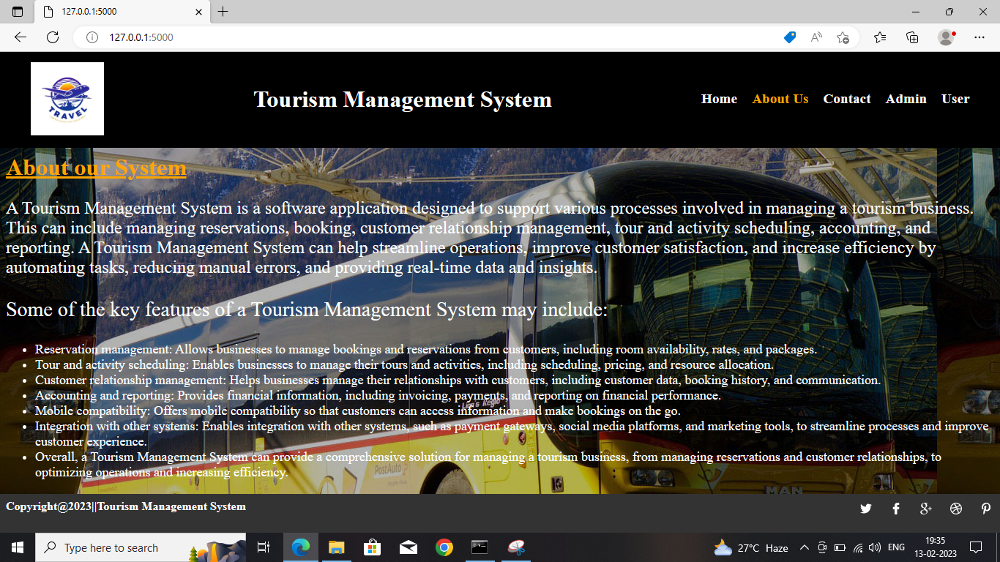 127.0.0.1:5000
127.0.0.1:5000
TRAVEL
Tourism Management System
Home About Us Contact Admin User
About our System
A Tourism Management System is a software application designed to support various processes involved in managing a tourism business.
This can include managing reservations, booking, customer relationship management, tour and activity scheduling, accounting, and
reporting. A Tourism Management System can help streamline operations, improve customer satisfaction, and increase efficiency by
automating tasks, reducing manual errors, and providing real-time data and insights.
Some of the key features of a Tourism Management System may include:
• Reservation management: Allows businesses to manage bookings and reservations from customers, including room availability, rates, and packages.
• Tour and activity scheduling: Enables businesses to manage their tours and activities, including scheduling, pricing, and resource allocation.
• Customer relationship management: Helps businesses manage their relationships with customers, including customer data, booking history, and communication.
• Accounting and reporting: Provides financial information, including invoicing, payments, and reporting on financial performance.
Lion's Regio
• Mobile compatibility: Offers mobile compatibility so that customers can access information and make bookings on the go.
• Integration with other systems: Enables integration with other systems, such as payment gateways, social media platforms, and marketing tools, to streamline processes and improve
customer experience.
• Overall, a Tourism Management System can provide a comprehensive solution for managing a tourism business, from managing reservations and customer relationships, to
optimizing operations and increasing efficiency.
PostAuto
MAN
Copyright@2023||Tourism Management System
Type here to search
27°C Haze
ENG
19:35
13-02-2023